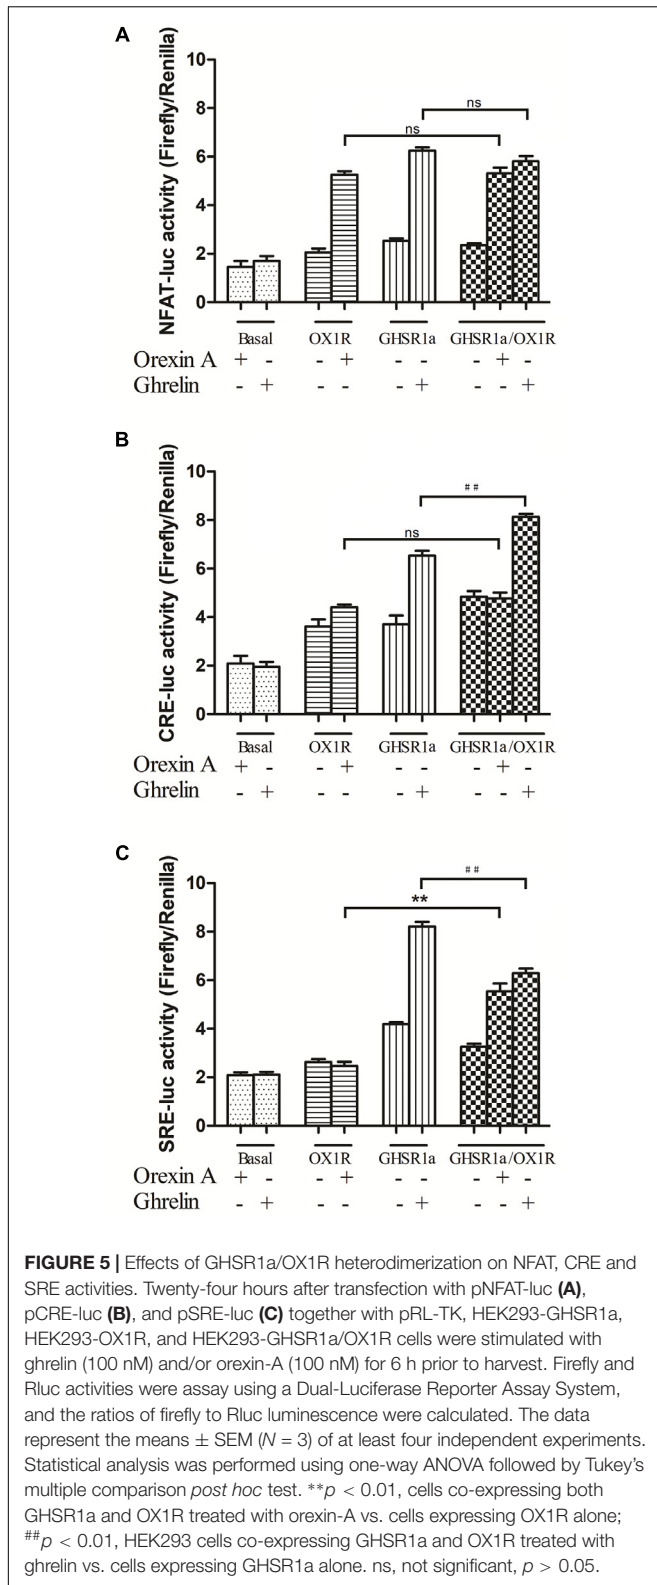 A
NFAT-luc activity (Firefly/Renilla)
10
8
6
4
2
0
ns
ns
Basal OX1R GHSR1a GHSR1a/OX1R
Orexin A + - - + - - - + -
Ghrelin - + - - - + - - +
B
CRE-luc activity (Firefly/Renilla)
10
8
6
4
2
0
##
ns
Basal OX1R GHSR1a GHSR1a/OX1R
Orexin A + - - + - - - + -
Ghrelin - + - - - + - - +
C
SRE-luc activity (Firefly/Renilla)
10
8
6
4
2
0
##
**
Basal OX1R GHSR1a GHSR1a/OX1R
Orexin A + - - + - - - + -
Ghrelin - + - - - + - - +
FIGURE 5 | Effects of GHSR1a/OX1R heterodimerization on NFAT, CRE and
SRE activities. Twenty-four hours after transfection with pNFAT-luc (A),
pCRE-luc (B), and pSRE-luc (C) together with pRL-TK, HEK293-GHSR1a,
HEK293-OX1R, and HEK293-GHSR1a/OX1R cells were stimulated with
ghrelin (100 nM) and/or orexin-A (100 nM) for 6 h prior to harvest. Firefly and
Rluc activities were assay using a Dual-Luciferase Reporter Assay System,
and the ratios of firefly to Rluc luminescence were calculated. The data
represent the means ± SEM (N = 3) of at least four independent experiments.
Statistical analysis was performed using one-way ANOVA followed by Tukey's
multiple comparison post hoc test. **p < 0.01, cells co-expressing both
GHSR1a and OX1R treated with orexin-A vs. cells expressing OX1R alone;
##p < 0.01, HEK293 cells co-expressing GHSR1a and OX1R treated with
ghrelin vs. cells expressing GHSR1a alone. ns, not significant, p > 0.05.